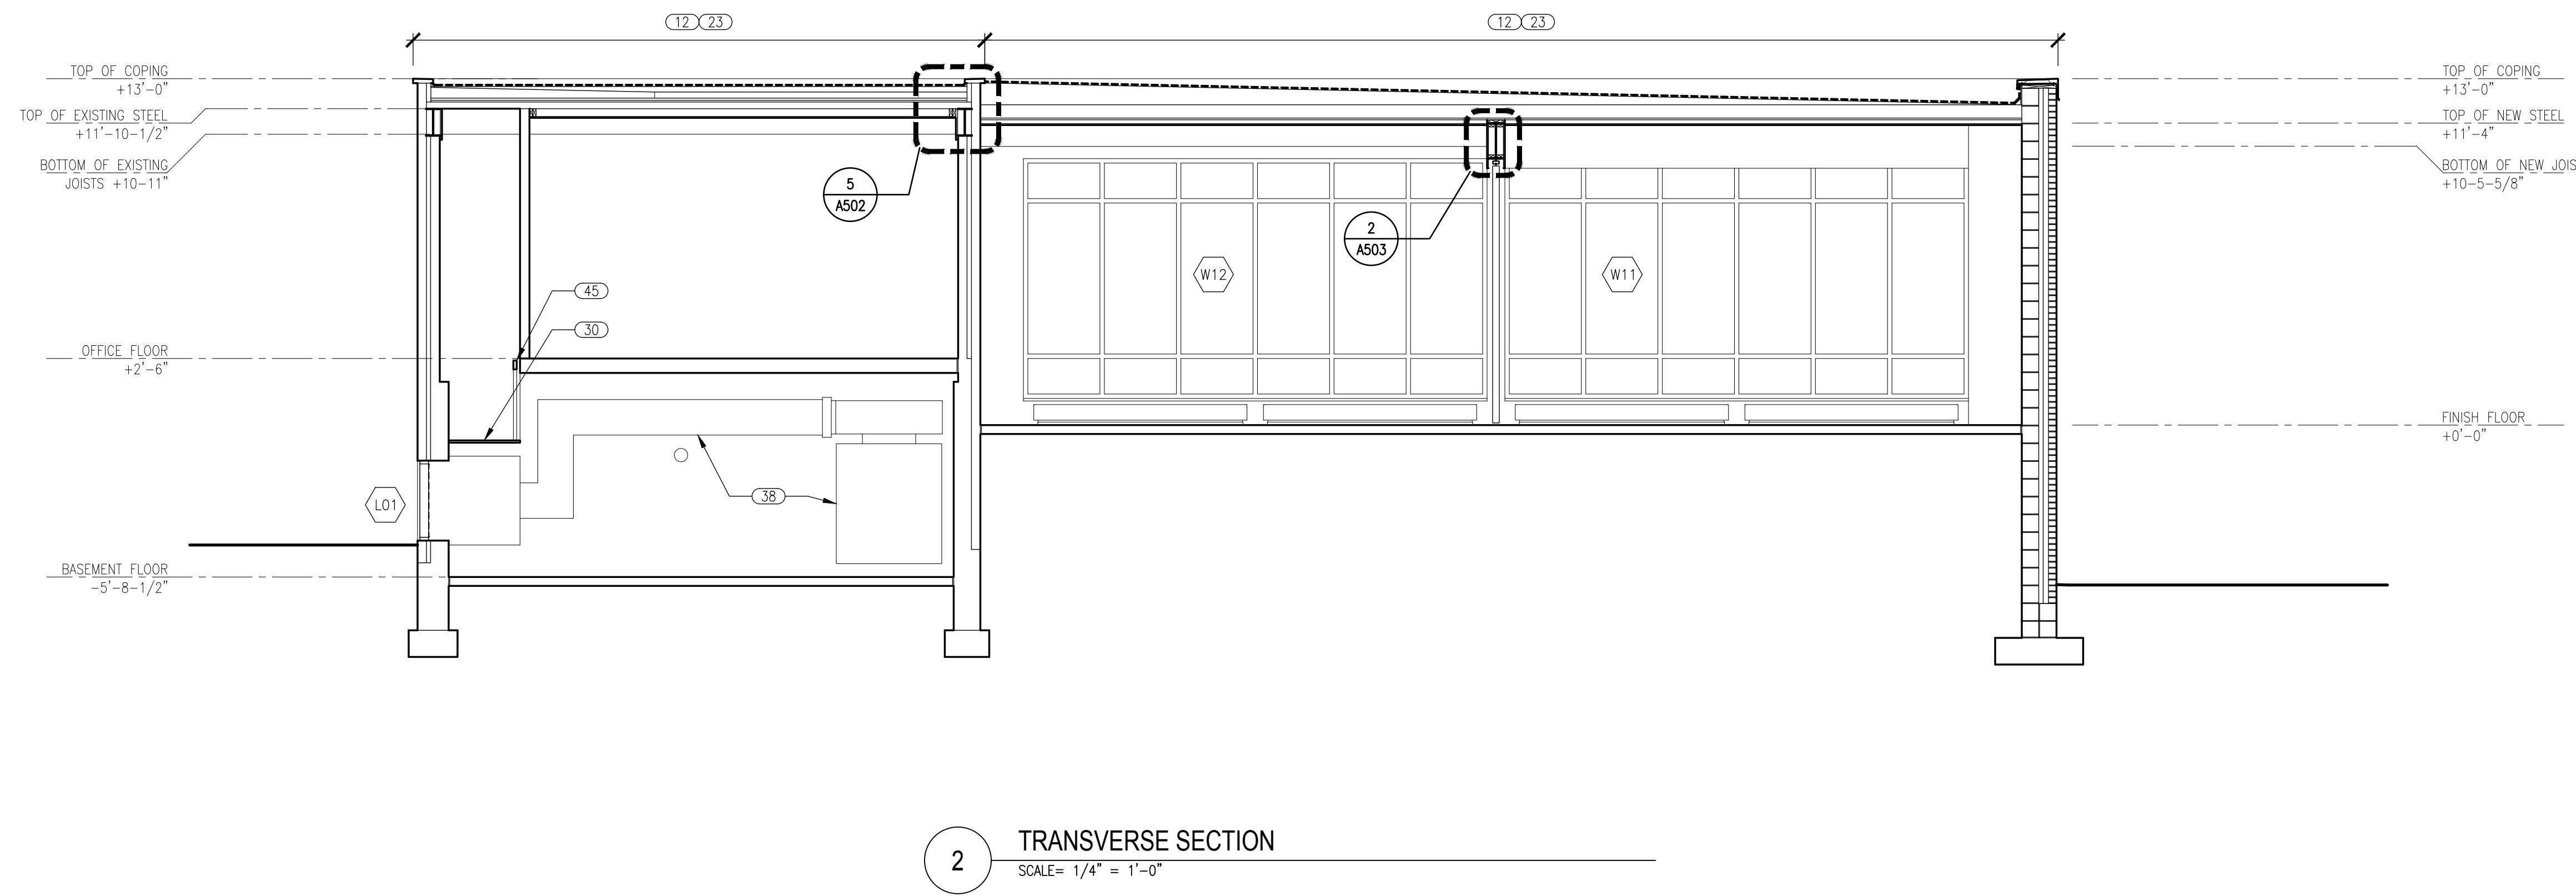 12 23
12 23
TOP OF COPING
+13'-0"
TOP OF EXISTING STEEL
+11'-10-1/2"
BOTTOM OF EXISTING
JOISTS +10-11"
OFFICE FLOOR
+2'-6"
BASEMENT FLOOR
-5'-8-1/2"
5
A502
2
A503
W12
W11
45
30
38
L01
TOP OF COPING
+13'-0"
TOP OF NEW STEEL
+11'-4"
BOTTOM OF NEW JOIS
+10-5-5/8"
FINISH FLOOR
+0'-0"
2
TRANSVERSE SECTION
SCALE= 1/4" = 1'-0"